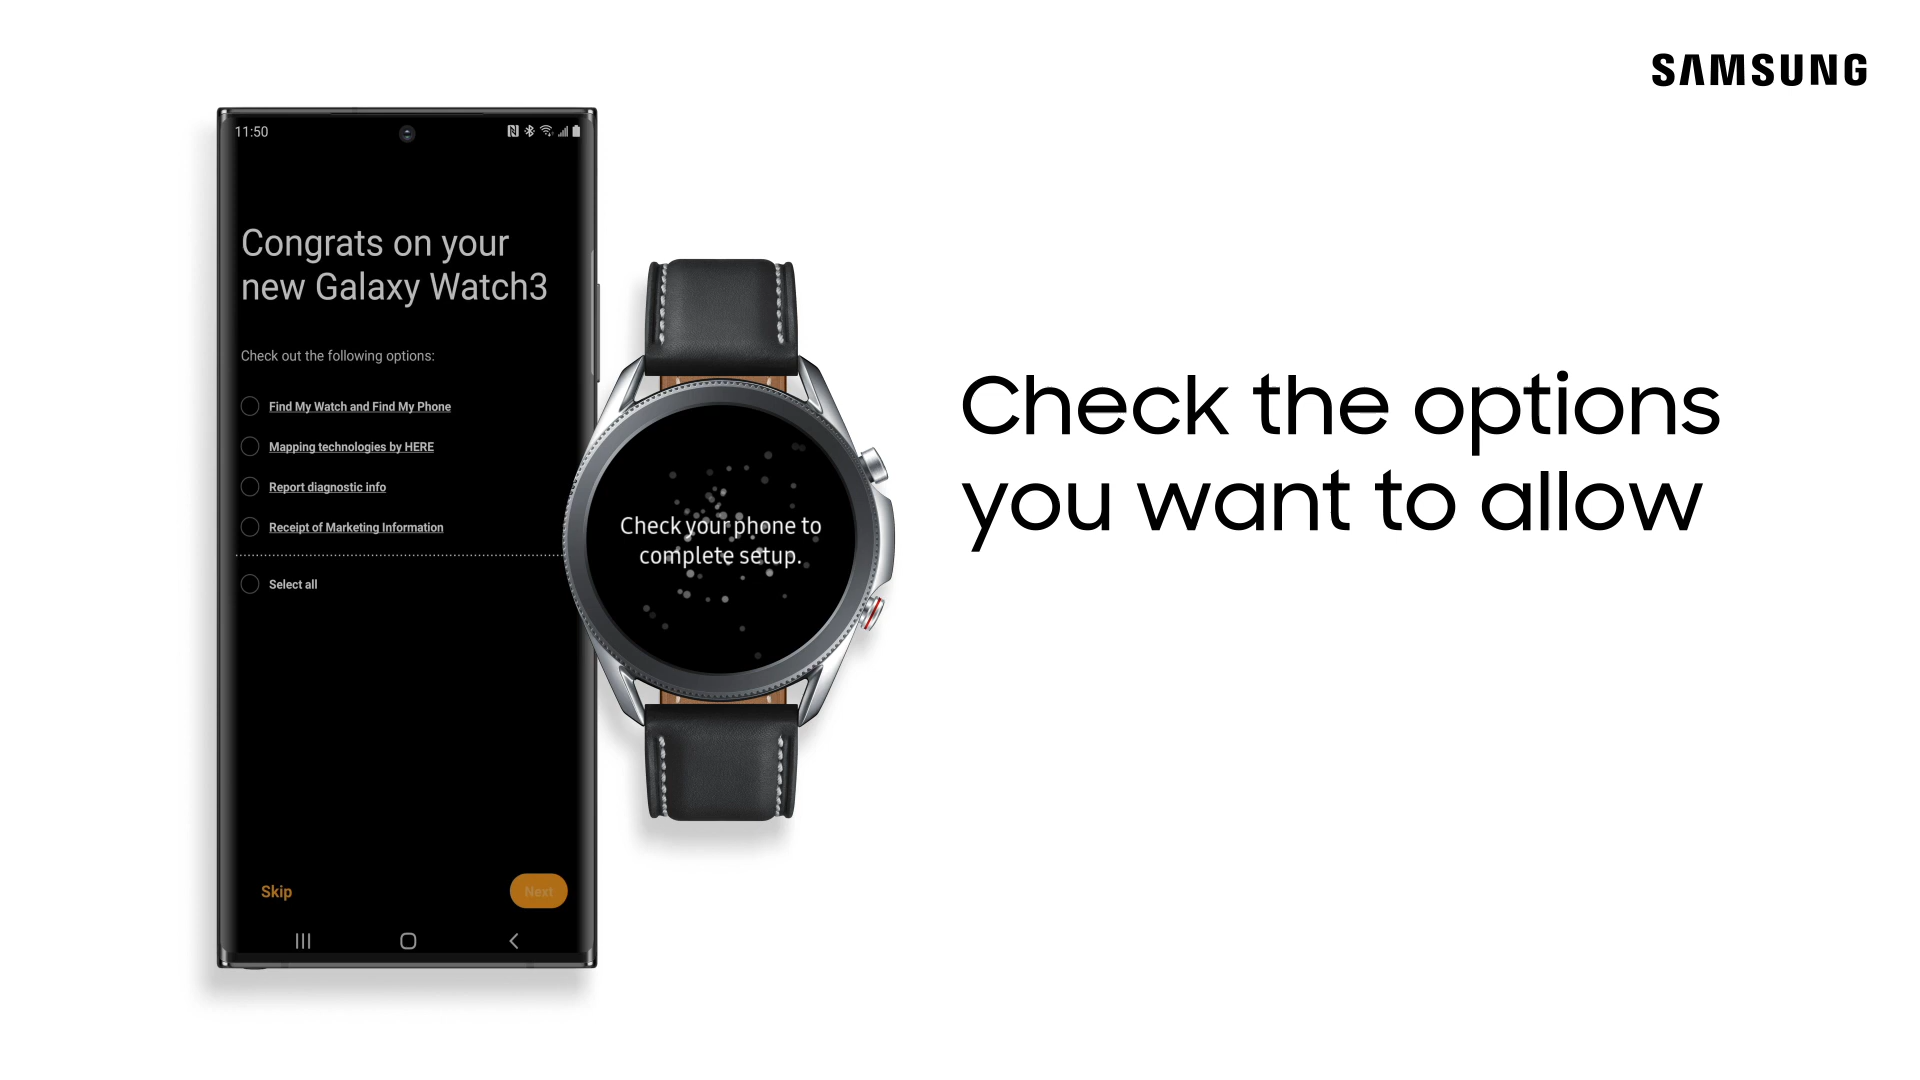 SAMSUNG
11:50
Congrats on your
new Galaxy Watch3
Check out the following options:
Find My Watch and Find My Phone
Mapping technologies by HERE
Report diagnostic info
Receipt of Marketing Information
Select all
Skip
Next
Check your phone to
complete setup.
Check the options
you want to allow